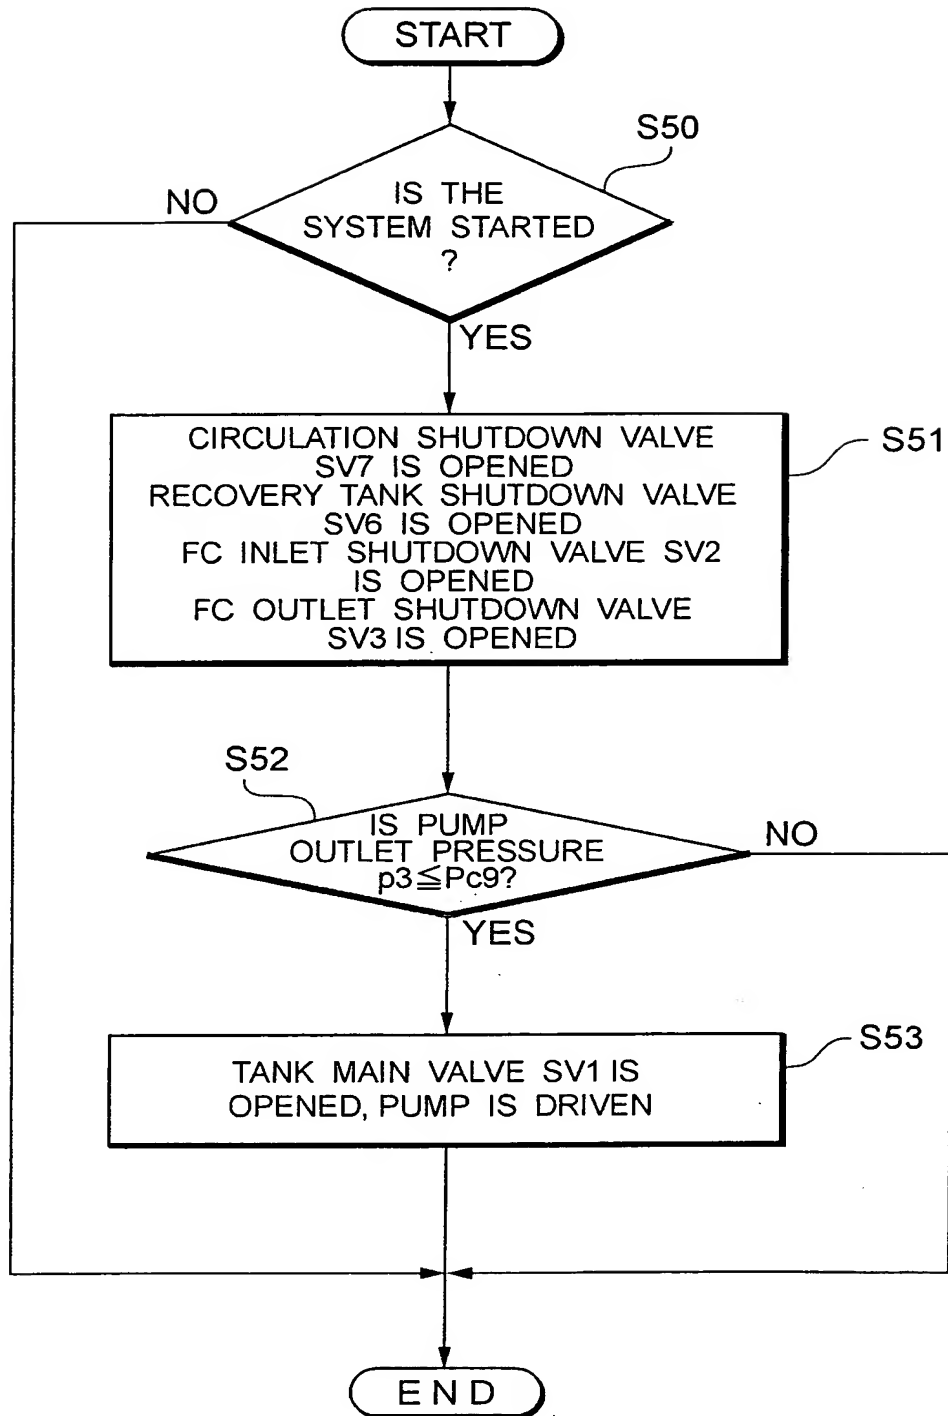 START
S50
NO
IS THE
SYSTEM STARTED
?
YES
CIRCULATION SHUTDOWN VALVE
SV7 IS OPENED
RECOVERY TANK SHUTDOWN VALVE
SV6 IS OPENED
FC INLET SHUTDOWN VALVE SV2
IS OPENED
FC OUTLET SHUTDOWN VALVE
SV3 IS OPENED
S51
S52
IS PUMP
OUTLET PRESSURE
p3≦Pc9?
NO
YES
TANK MAIN VALVE SV1 IS
OPENED, PUMP IS DRIVEN
S53
END